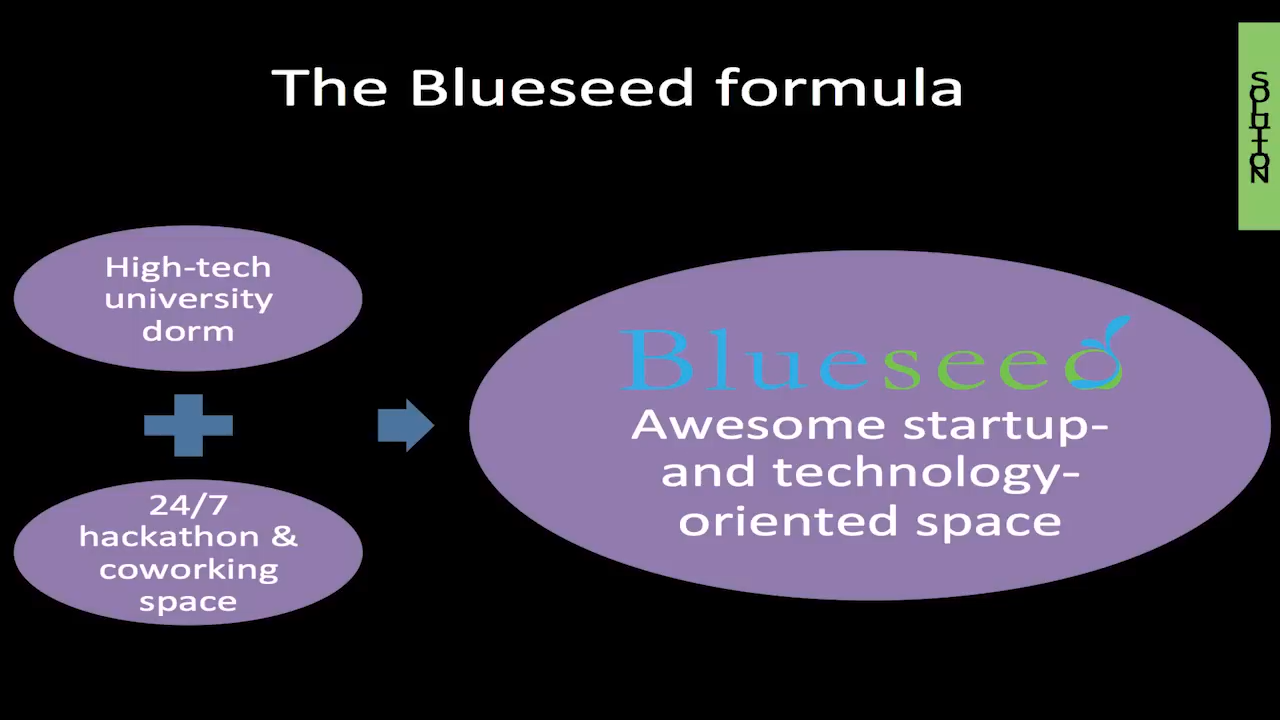 The Blueseed formula
SOLUTION
High-tech
university
dorm
24/7
hackathon &
coworking
space
Blueseed
Awesome startup-
and technology-
oriented space